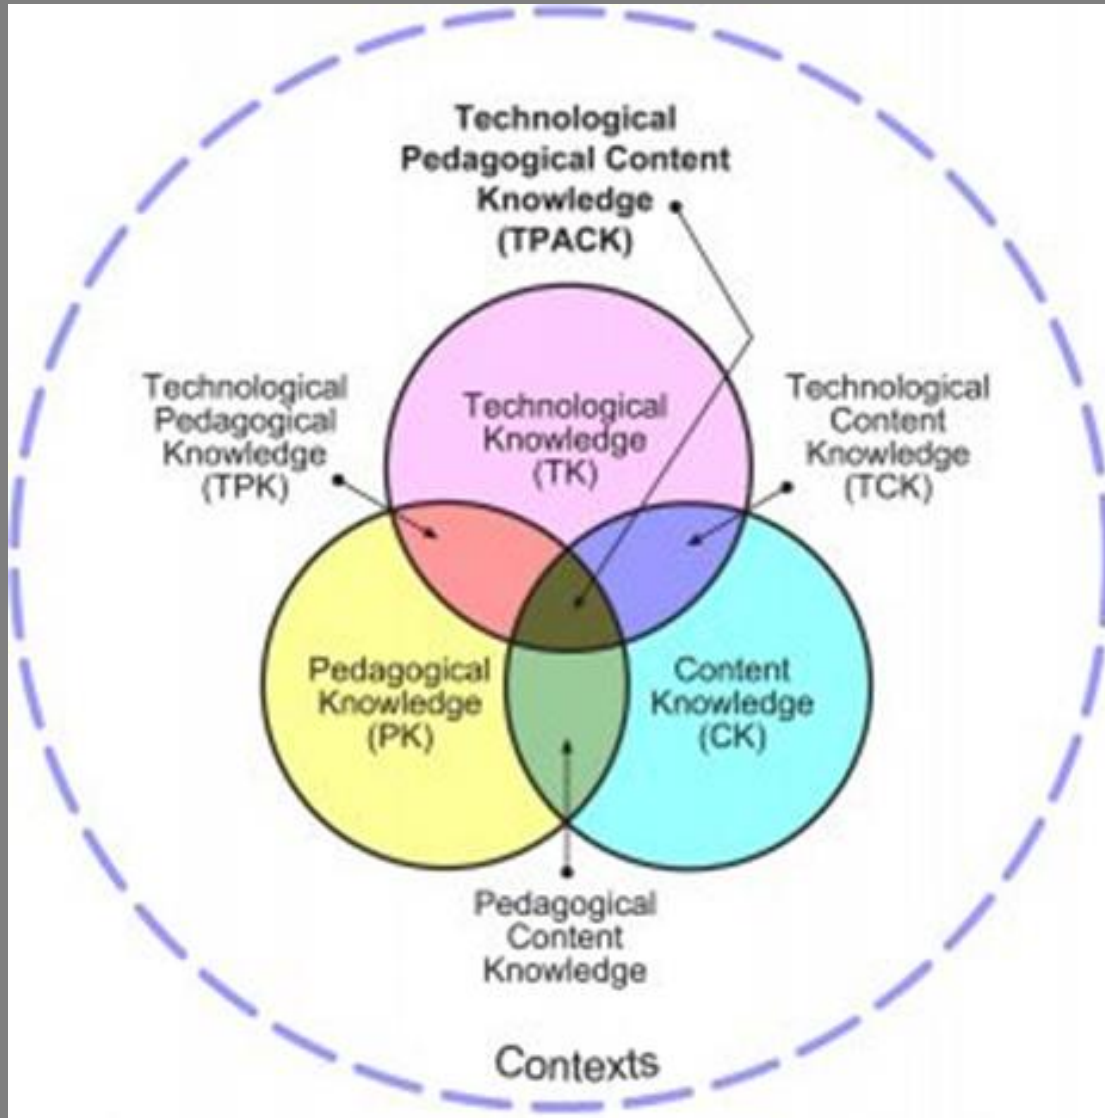 Technological
Pedagogical Content
Knowledge
(TPACK)
Technological
Pedagogical
Knowledge
(TPK)
Technological
Knowledge
(TK)
Technological
Content
Knowledge
(TCK)
Pedagogical
Knowledge
(PK)
Content
Knowledge
(CK)
Pedagogical
Content
Knowledge
Contexts